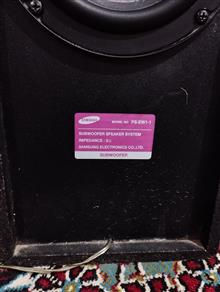 SAMSUNG MODEL NO. PS-EW1-1
SUBWOOFER SPEAKER SYSTEM
IMPEDANCE : 3Ω
SAMSUNG ELECTRONICS CO.,LTD.
SUBWOOFER